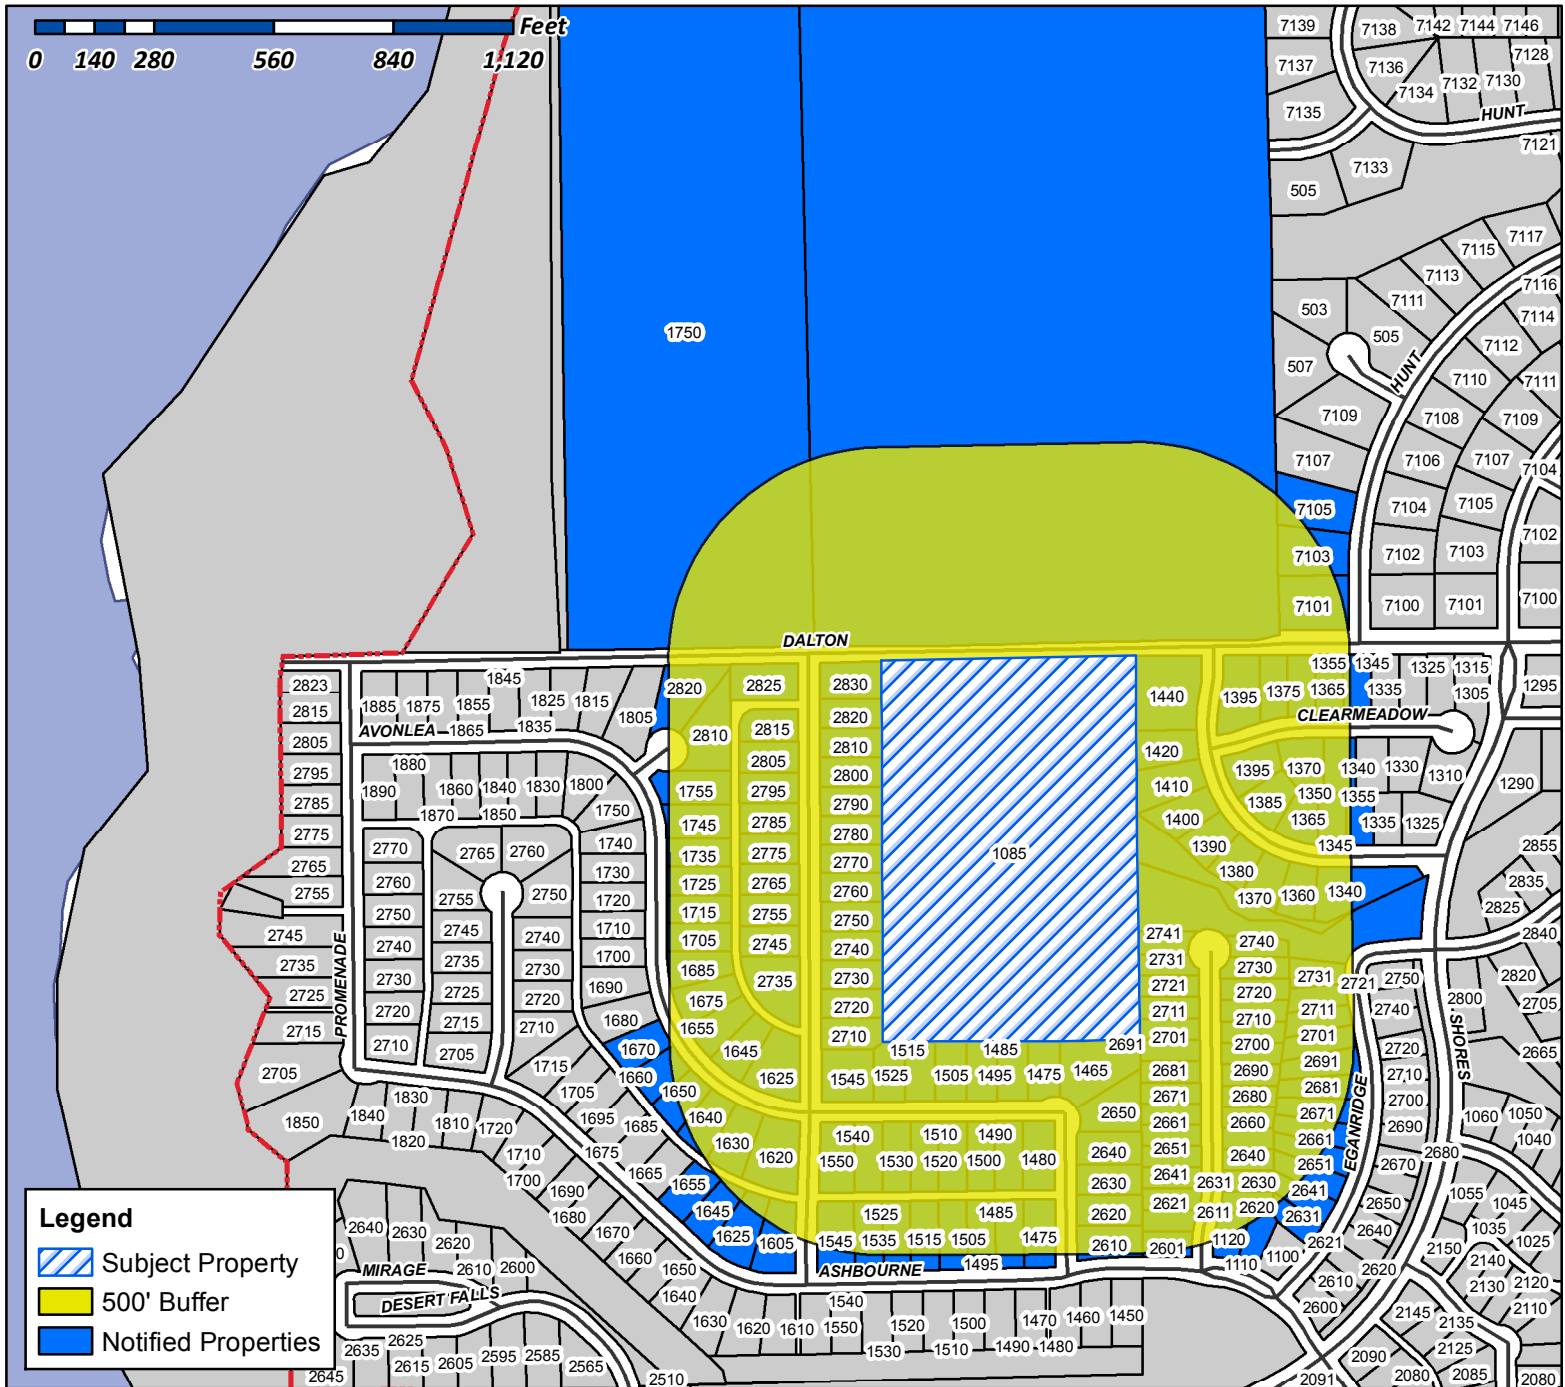 Feet
0 140 280 560 840 1,120
7139 7138 7142 7144 7146
7137 7136 7128
7134 7132 7130
7135 HUNT
7121
7133
505
7117
7115
7113
7116
503 7111 7114
505
7112
507 HUNT
7110 7111
1750
7109 7108 7109
7107 7106 7107
7104
7105 7104 7105
7102
7103 7102 7103
7101 7100 7101 7100
DALTON
2823 1845 2820 2825 2830 1440 1355 1345 1325 1315
2815 1885 1875 1855 1825 1815 1805 2820 1395 1375 1365 1335 1305 1295
AVONLEA 1865 1835 CLEARMEADOW
2805 2810 2815 2810 1420
1880 2805 2800 1395 1370 1340 1330 1310
2795 1890 1860 1840 1830 1800 1755 2795 2790 1410 1385 1350 1355 1290
2785 1870 1850 1750 1745 2785 2780 1400 1365 1335 1325
2775 2770 2765 2760 1740 1735 2775 2770 1390 1345 2855
2765 2760 1730 1725 2765 2760 1085 1380 2835
2755 2750 2755 2750 1720 1715 2755 2750 1370 1360 1340 2825
2745 2740 2745 2740 1710 1705 2745 2740 2741 2740 2840
2735 2730 2735 2730 1700 1685 2735 2730 2731 2730 2731 2721 2750 2820
2725 2720 2725 2720 1690 1675 2720 2721 2720 2711 2740 2800 2705
2715 PROMENADE 2710 2715 2710 1680 1655 2710 2711 2710 2701 2720 SHORES 2665
2705 2705 1670 1645 1515 1485 2691 2701 2700 2691 2710
1715 1660 1625 1545 1525 1505 1495 1475 1465 2681 2690 2681 2700
1850 1840 1830 1705 1650 2650 2671 2680 2671 EGANRIDGE 2690 1060 1050
1820 1810 1720 1695 1685 1640 1540 1510 1490 2661 2660 2661 2680 1040
1710 1675 1630 1620 1550 1530 1520 1500 1480 2640 2651 2640 2651 2670
1700 1665 1655 2630 2641 2631 2630 2641 2650 1055 1045
1690 1645 1525 1485 2620 2621 2611 2620 2631 2640 1035
1680 1670 1625 1605 1545 1535 1515 1505 1475 2610 2601 1120 2621 2150 1025
1660 1650 ASHBOURNE 1495 1110 1100 2610 2620 2140
2640 2630 2620 2610 2600 1640 2600 2130 2120
MIRAGE 1630 1620 1610 1540 1550 1520 1500 1470 1460 1450 2145 2135 2110
DESERT FALLS 1530 1510 1490 1480 2125
2625 2635 2615 2605 2595 2585 2565 2090
2645 2510 2091 2080 2085 2080
Legend
Subject Property
500' Buffer
Notified Properties